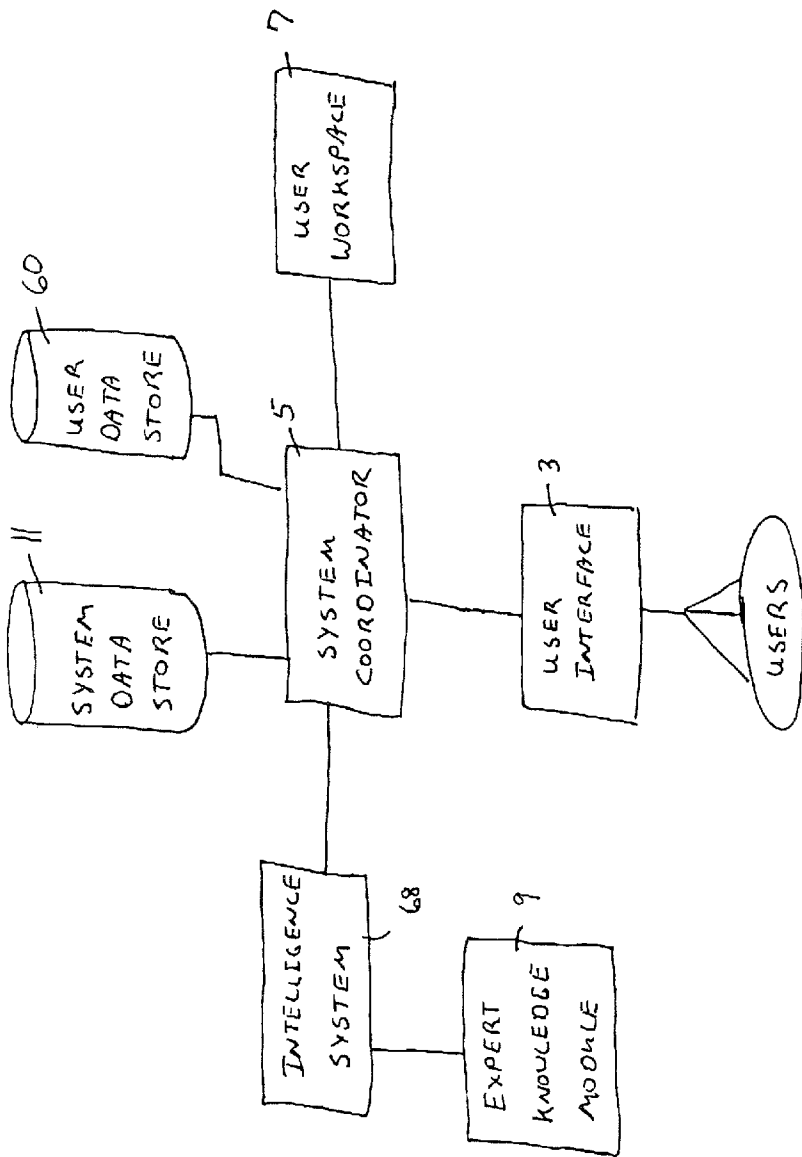 11
SYSTEM
DATA
STORE
60
USER
DATA
STORE
INTELLIGENCE
SYSTEM
68
5
SYSTEM
COORDINATOR
7
USER
WORKSPACE
EXPERT
KNOWLEDGE
MODULE
9
3
USER
INTERFACE
USERS